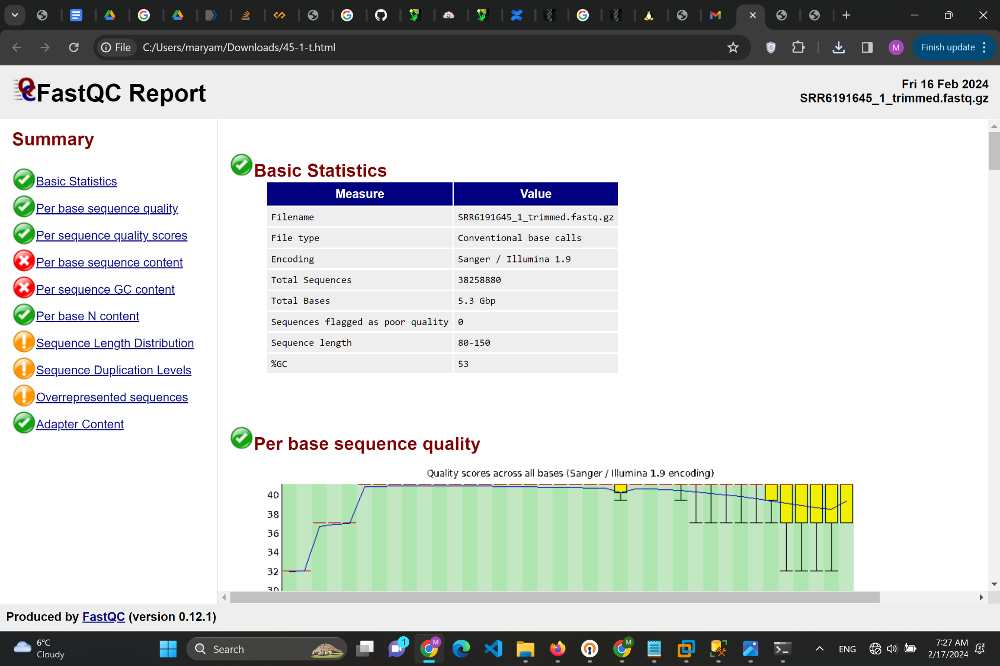 File
C:/Users/maryam/Downloads/45-1-t.html
M
Finish update
FastQC Report
Fri 16 Feb 2024
SRR6191645_1_trimmed.fastq.gz
Summary
Basic Statistics
Per base sequence quality
Per sequence quality scores
Per base sequence content
Per sequence GC content
Per base N content
Sequence Length Distribution
Sequence Duplication Levels
Overrepresented sequences
Adapter Content
Basic Statistics
Measure Value
Filename SRR6191645_1_trimmed.fastq.gz
File type Conventional base calls
Encoding Sanger / Illumina 1.9
Total Sequences 38258880
Total Bases 5.3 Gbp
Sequences flagged as poor quality 0
Sequence length 80-150
%GC 53
Per base sequence quality
Quality scores across all bases (Sanger / Illumina 1.9 encoding)
40
38
36
34
32
30
Produced by FastQC (version 0.12.1)
6°C
Cloudy
Search
1
M
M
ENG
7:27 AM
2/17/2024